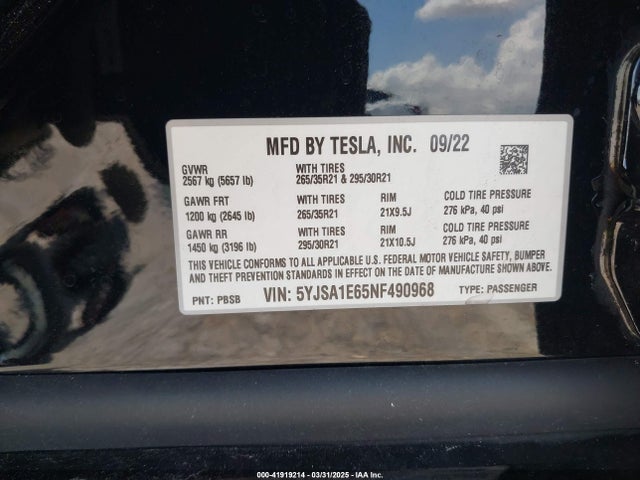 MFD BY TESLA, INC. 09/22
GVWR WITH TIRES
2567 kg (5657 lb) 265/35R21 & 295/30R21
GAWR FRT WITH TIRES RIM COLD TIRE PRESSURE
1200 kg (2645 lb) 265/35R21 21X9.5J 276 kPa, 40 psi
GAWR RR WITH TIRES RIM COLD TIRE PRESSURE
1450 kg (3196 lb) 295/30R21 21X10.5J 276 kPa, 40 psi
THIS VEHICLE CONFORMS TO ALL APPLICABLE U.S. FEDERAL MOTOR VEHICLE SAFETY, BUMPER
AND THEFT PREVENTION STANDARDS IN EFFECT ON THE DATE OF MANUFACTURE SHOWN ABOVE.
PNT: PBSB VIN: 5YJSA1E65NF490968 TYPE: PASSENGER
000-41919214 - 03/31/2025 - IAA Inc.